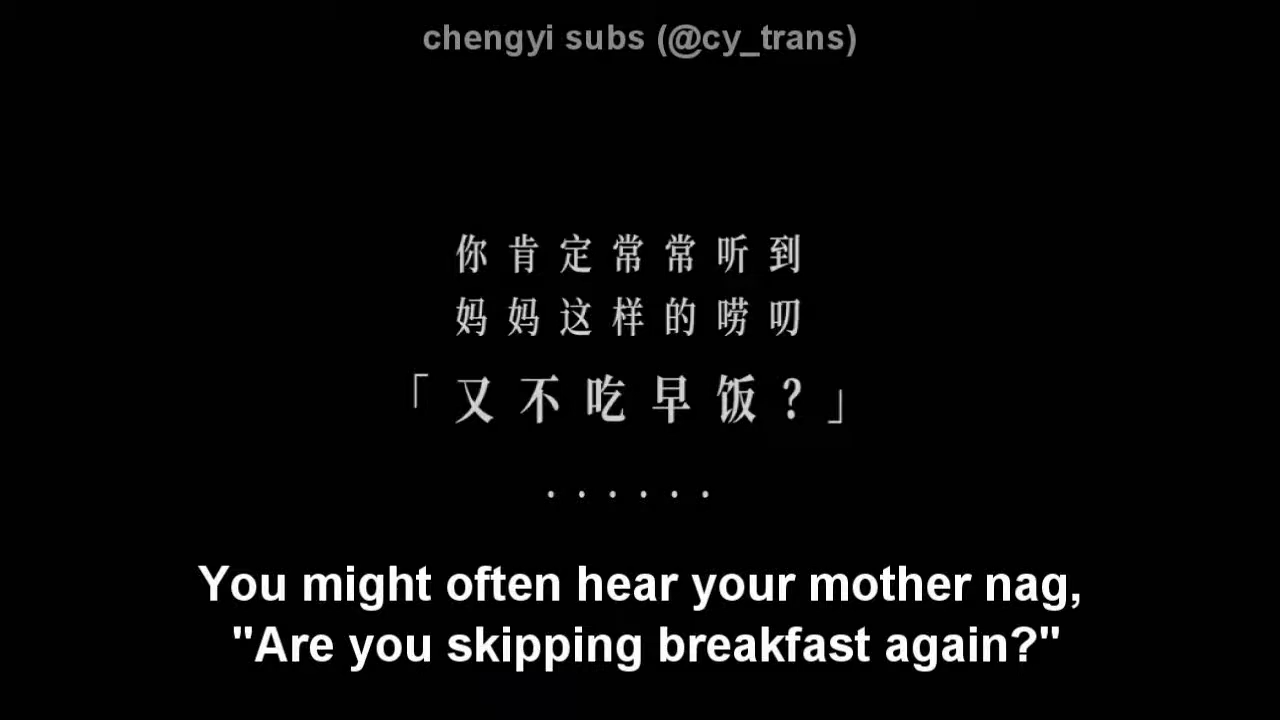 chengyi subs (@cy_trans)
你肯定常常听到
妈妈这样的唠叨
「又不吃早饭？」
......
You might often hear your mother nag,
"Are you skipping breakfast again?"